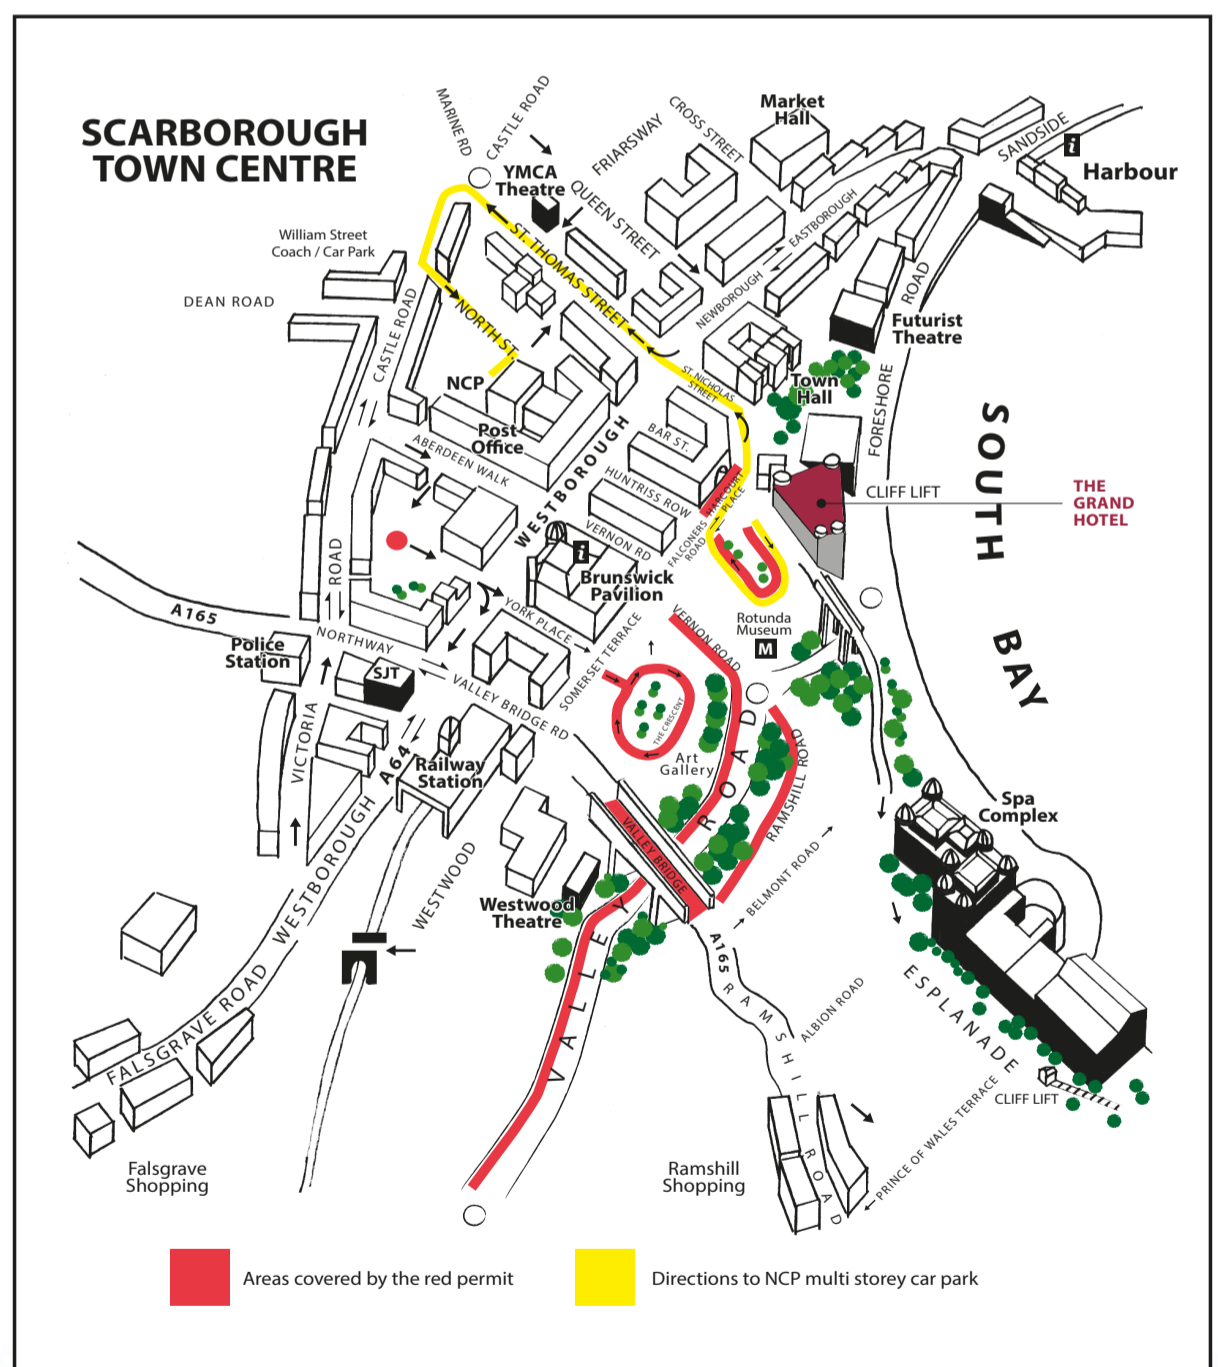 SCARBOROUGH
TOWN CENTRE
MARINE RD
CASTLE ROAD
FRIARSWAY
CROSS STREET
Market
Hall
SANDSIDE
i
Harbour
YMCA
Theatre
QUEEN STREET
ST. THOMAS STREET
EASTBOROUGH
NEWBOROUGH
William Street
Coach / Car Park
DEAN ROAD
CASTLE ROAD
NORTH ST.
NCP
ST. NICHOLAS
STREET
Town
Hall
Futurist
Theatre
FORESHORE
ROAD
SOUTH
BAY
Post
Office
ABERDEEN WALK
WESTBOROUGH
BAR ST.
HUNTRISS ROW
HARCOURT
PLACE
FALCONERS
ROAD
CLIFF LIFT
THE
GRAND
HOTEL
VERNON RD
i
Brunswick
Pavilion
YORK PLACE
SOMERSET TERRACE
VERNON ROAD
Rotunda
Museum
M
A165
ROAD
Police
Station
NORTHWAY
SJT
VALLEY BRIDGE RD
VICTORIA
A64
Railway
Station
THE CRESCENT
Art
Gallery
ROAD
RAMSHILL ROAD
Spa
Complex
VALLEY BRIDGE
BELMONT ROAD
WESTBOROUGH
WESTWOOD
Westwood
Theatre
VALLEY
A165
RAMSHILL ROAD
ALBION ROAD
ESPLANADE
FALSGRAVE ROAD
CLIFF LIFT
PRINCE OF WALES TERRACE
Falsgrave
Shopping
Ramshill
Shopping
Areas covered by the red permit
Directions to NCP multi storey car park